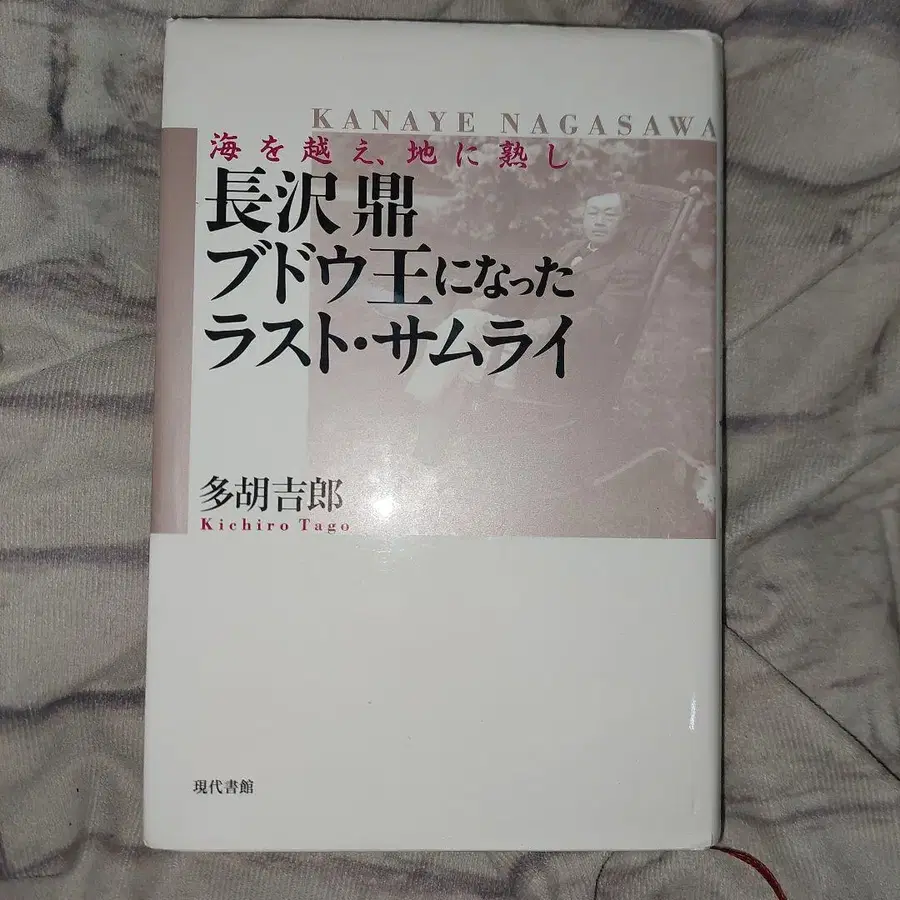 KANAYE NAGASAWA
海を越え、地に熟し
長沢 鼎
ブドウ王になった
ラスト・サムライ
多胡吉郎
Kichiro Tago
現代書館